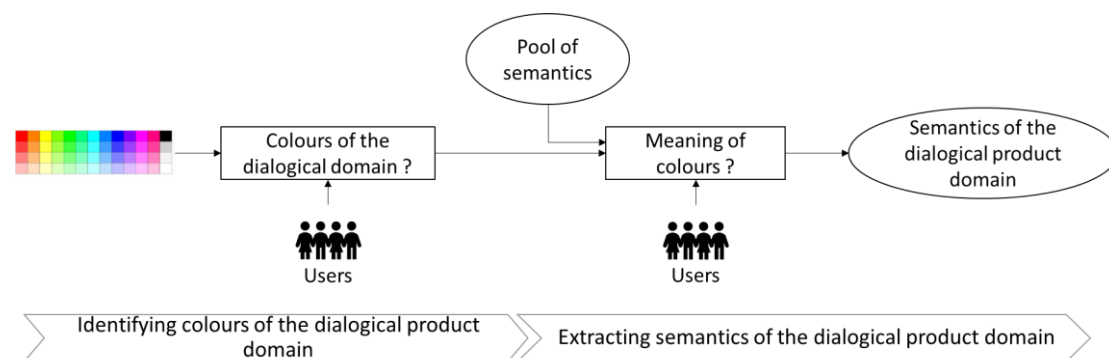 Pool of
semantics
Colours of the
dialogical domain ?
Meaning of
colours ?
Semantics of the
dialogical product
domain
Users
Users
Identifying colours of the dialogical product
domain
Extracting semantics of the dialogical product domain